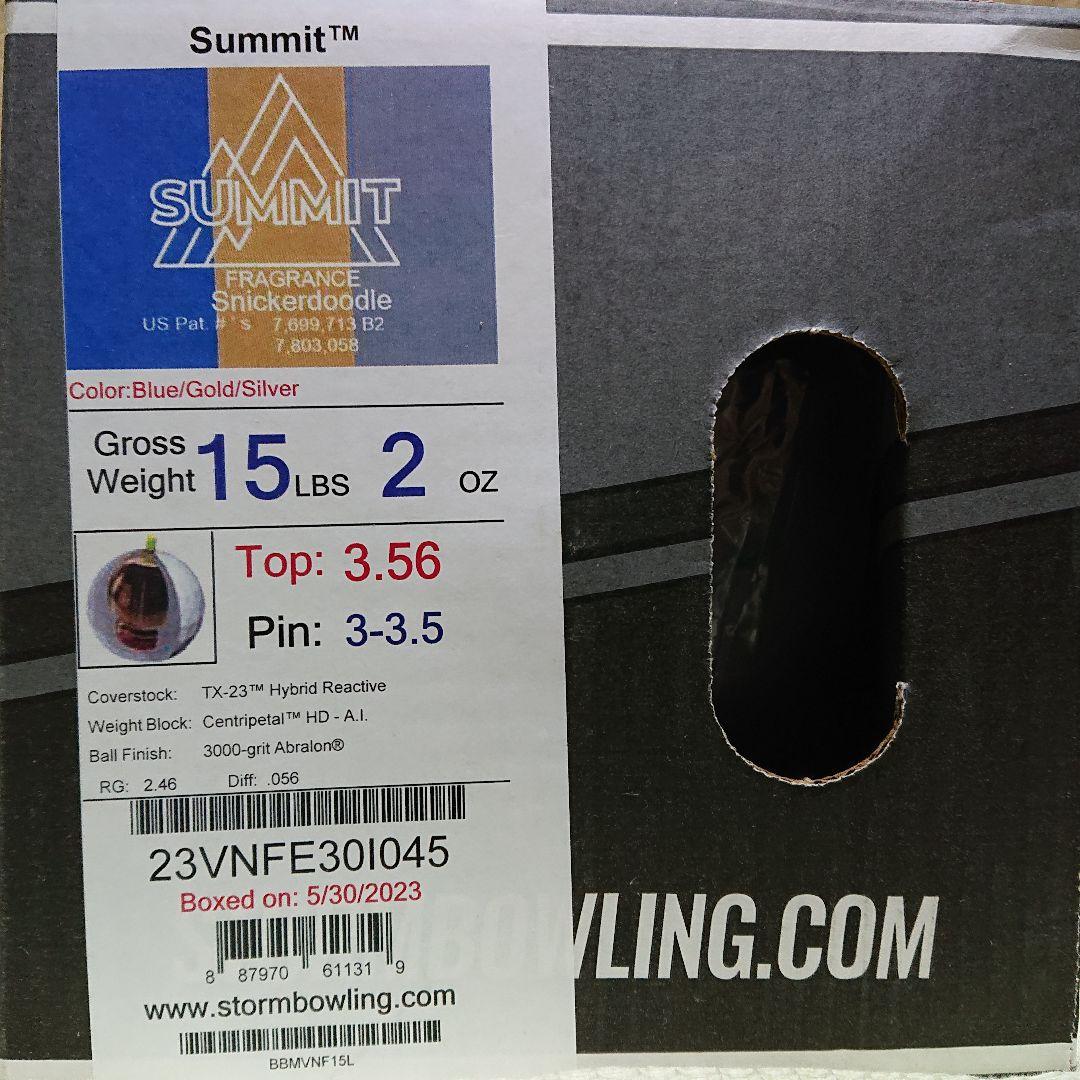 Summit™
SUMMIT
FRAGRANCE
Snickerdoodle
US Pat. #'s 7,699,713 B2
7,803,058
Color:Blue/Gold/Silver
Gross Weight 15 LBS 2 OZ
Top: 3.56
Pin: 3-3.5
Coverstock: TX-23™ Hybrid Reactive
Weight Block: Centripetal™ HD - A.I.
Ball Finish: 3000-grit Abralon®
RG: 2.46 Diff: .056
23VNFE30I045
Boxed on: 5/30/2023
8 87970 61131 9
www.stormbowling.com
BBMVNF15L
BOWLING.COM